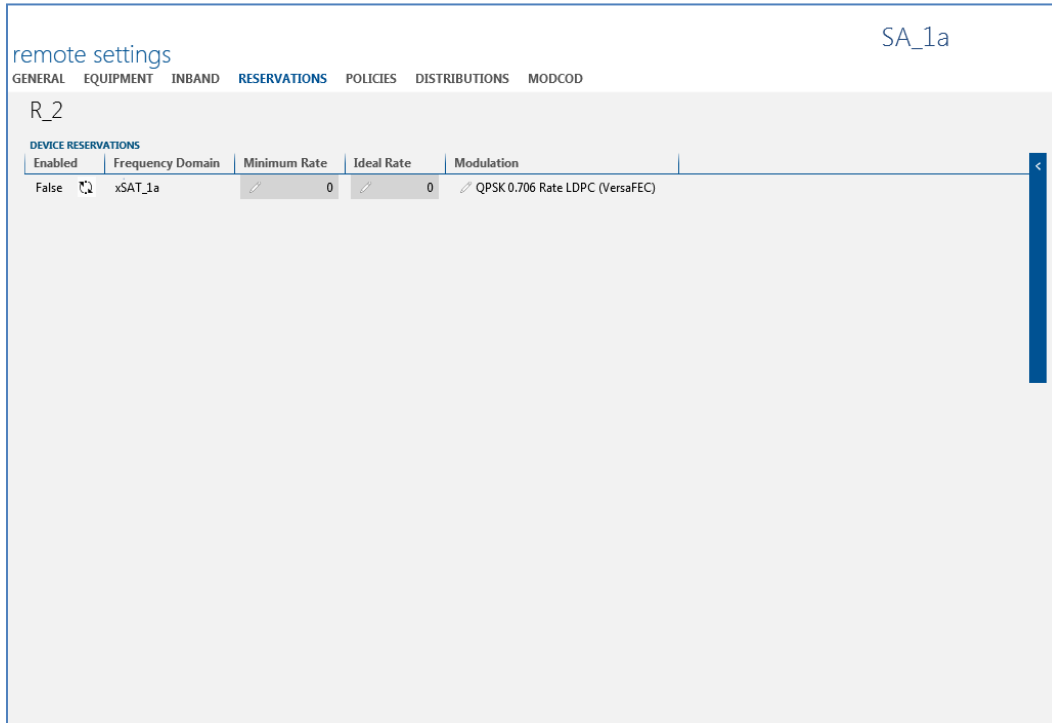 SA_1a
remote settings
GENERAL EQUIPMENT INBAND RESERVATIONS POLICIES DISTRIBUTIONS MODCOD
R_2
DEVICE RESERVATIONS
Enabled Frequency Domain Minimum Rate Ideal Rate Modulation
False xSAT_1a 0 0 QPSK 0.706 Rate LDPC (VersaFEC)